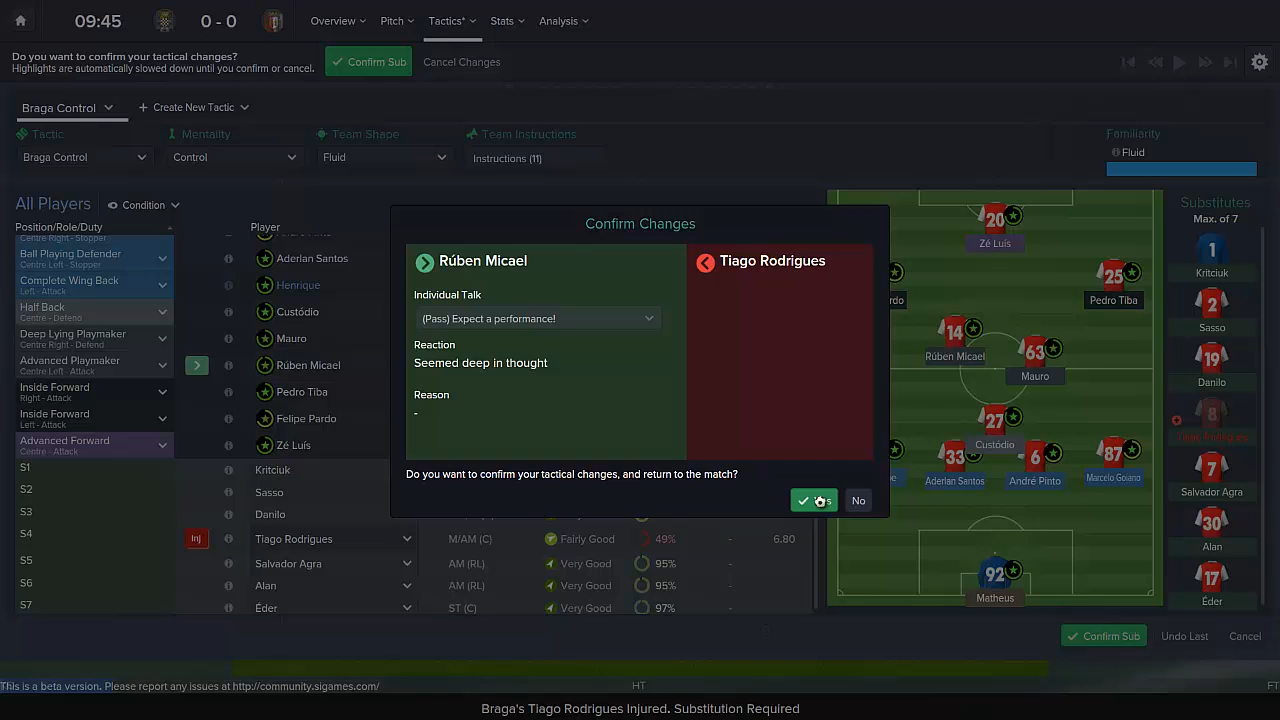 09:45
0 - 0
Overview
Pitch
Tactics*
Stats
Analysis
Do you want to confirm your tactical changes?
Highlights are automatically slowed down until you confirm or cancel.
Confirm Sub
Cancel Changes
Braga Control
+ Create New Tactic
Tactic
Mentality
Team Shape
Team Instructions
Familiarity
Braga Control
Control
Fluid
Instructions (11)
Fluid
All Players
Condition
Substitutes
Max. of 7
Position/Role/Duty
Player
Centre Right - Stopper
Ball Playing Defender
Centre Left - Stopper
Aderlan Santos
Complete Wing Back
Left - Attack
Henrique
Half Back
Centre - Defend
Custódio
Deep Lying Playmaker
Centre Right - Defend
Mauro
Advanced Playmaker
Centre Left - Attack
Rúben Micael
Inside Forward
Right - Attack
Pedro Tiba
Inside Forward
Left - Attack
Felipe Pardo
Advanced Forward
Centre - Attack
Zé Luís
S1
Kritciuk
S2
Sasso
S3
Danilo
S4
Inj
Tiago Rodrigues
M/AM (C)
Fairly Good
49%
-
6.80
S5
Salvador Agra
AM (RL)
Very Good
95%
-
S6
Alan
AM (RL)
Very Good
95%
-
S7
Éder
ST (C)
Very Good
97%
-
Confirm Changes
Rúben Micael
Tiago Rodrigues
Individual Talk
(Pass) Expect a performance!
Reaction
Seemed deep in thought
Reason
-
Do you want to confirm your tactical changes, and return to the match?
No
20
Zé Luís
25
Pedro Tiba
14
Rúben Micael
63
Mauro
27
Custódio
33
Aderlan Santos
6
André Pinto
87
Marcelo Goiano
92
Matheus
1
Kritciuk
2
Sasso
19
Danilo
8
Tiago Rodrigues
7
Salvador Agra
30
Alan
17
Éder
Confirm Sub
Undo Last
Cancel
This is a beta version. Please report any issues at http://community.sigames.com/
HT
FT
Braga's Tiago Rodrigues Injured. Substitution Required